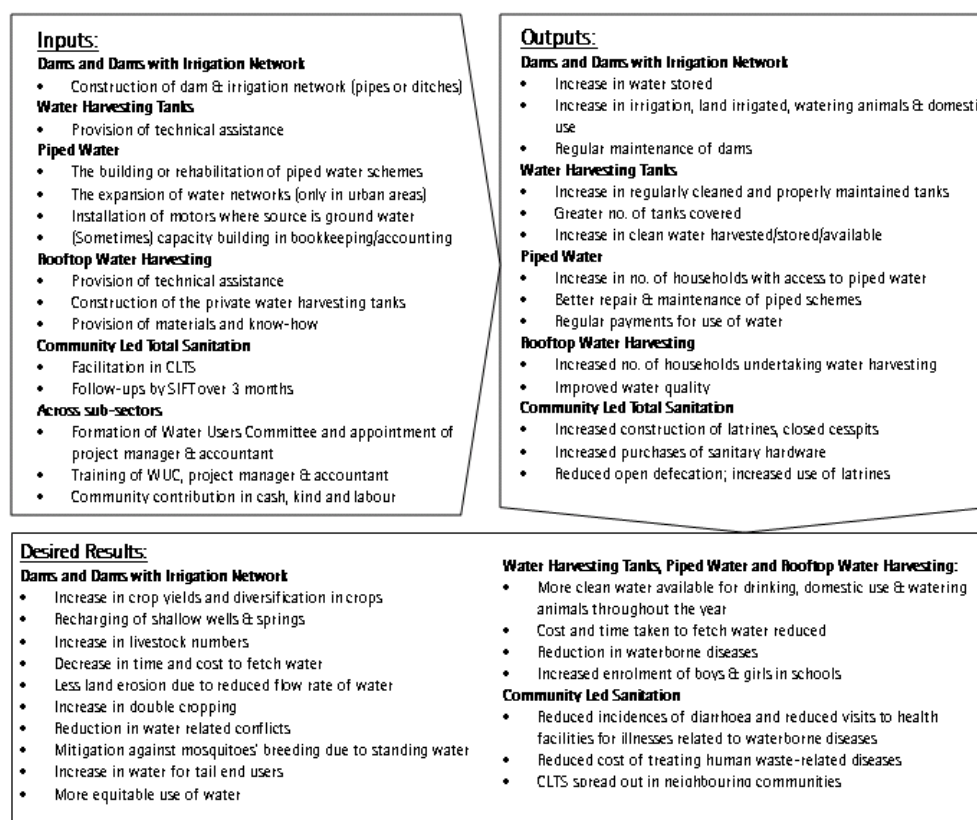 Inputs:
Dams and Dams with Irrigation Network
• Construction of dam & irrigation network (pipes or ditches)
Water Harvesting Tanks
• Provision of technical assistance
Piped Water
• The building or rehabilitation of piped water schemes
• The expansion of water networks (only in urban areas)
• Installation of motors where source is ground water
• (Sometimes) capacity building in bookkeeping/accounting
Rooftop Water Harvesting
• Provision of technical assistance
• Construction of the private water harvesting tanks
• Provision of materials and know-how
Community Led Total Sanitation
• Facilitation in CLTS
• Follow-ups by SIFT over 3 months
Across sub-sectors
• Formation of Water Users Committee and appointment of
project manager & accountant
• Training of WUC, project manager & accountant
• Community contribution in cash, kind and labour
Outputs:
Dams and Dams with Irrigation Network
• Increase in water stored
• Increase in irrigation, land irrigated, watering animals & domesti
use
• Regular maintenance of dams
Water Harvesting Tanks
• Increase in regularly cleaned and properly maintained tanks
• Greater no. of tanks covered
• Increase in clean water harvested/stored/available
Piped Water
• Increase in no. of households with access to piped water
• Better repair & maintenance of piped schemes
• Regular payments for use of water
Rooftop Water Harvesting
• Increased no. of households undertaking water harvesting
• Improved water quality
Community Led Total Sanitation
• Increased construction of latrines, closed cesspits
• Increased purchases of sanitary hardware
• Reduced open defecation; increased use of latrines
Desired Results:
Dams and Dams with Irrigation Network
• Increase in crop yields and diversification in crops
• Recharging of shallow wells & springs
• Increase in livestock numbers
• Decrease in time and cost to fetch water
• Less land erosion due to reduced flow rate of water
• Increase in double cropping
• Reduction in water related conflicts
• Mitigation against mosquitoes' breeding due to standing water
• Increase in water for tail end users
• More equitable use of water
Water Harvesting Tanks, Piped Water and Rooftop Water Harvesting:
• More clean water available for drinking, domestic use & watering
animals throughout the year
• Cost and time taken to fetch water reduced
• Reduction in waterborne diseases
• Increased enrolment of boys & girls in schools
Community Led Sanitation
• Reduced incidences of diarrhoea and reduced visits to health
facilities for illnesses related to waterborne diseases
• Reduced cost of treating human waste-related diseases
• CLTS spread out in neighbouring communities